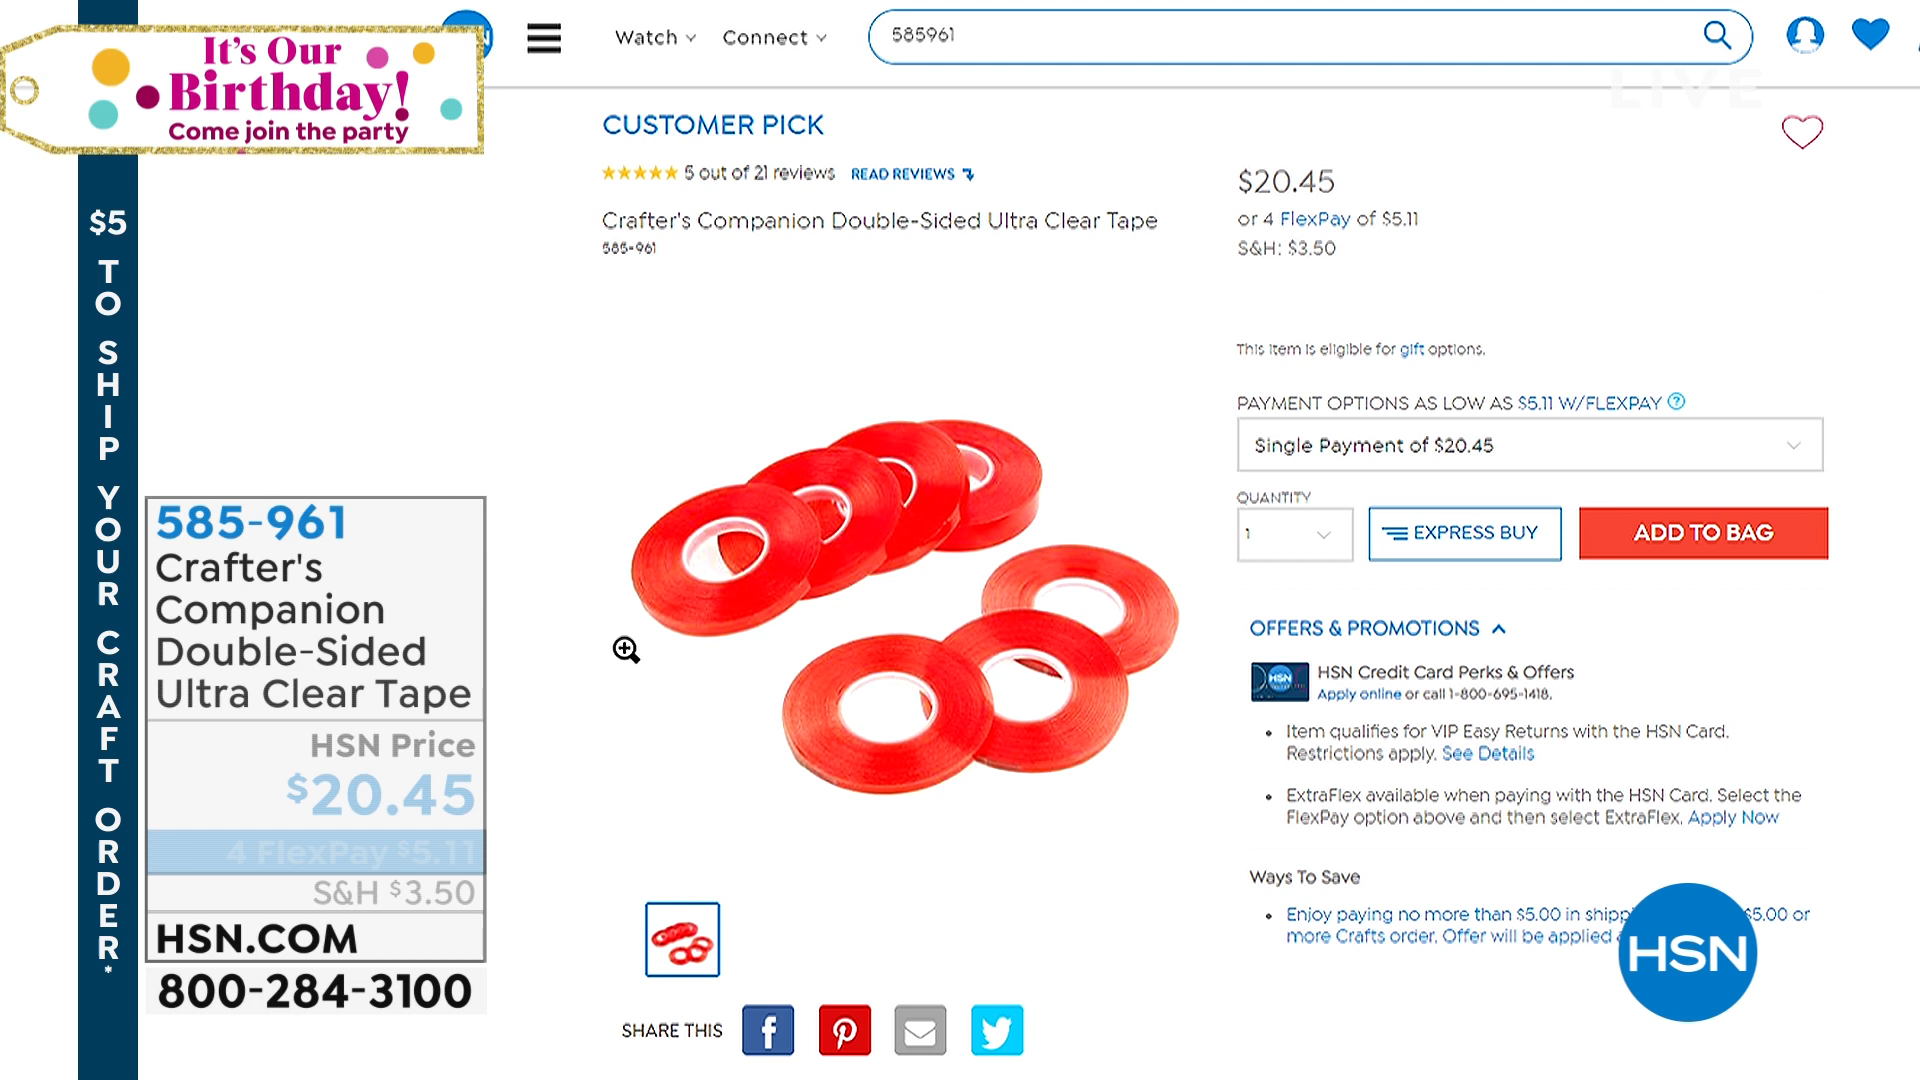 It's Our
Birthday!
Come join the party
$5 TO SHIP YOUR CRAFT ORDER*
585-961
Crafter's
Companion
Double-Sided
Ultra Clear Tape
HSN Price
$20.45
4 FlexPay $5.11
S&H $3.50
HSN.COM
800-284-3100
Watch
Connect
585961
LIVE
CUSTOMER PICK
5 out of 21 reviews READ REVIEWS
Crafter's Companion Double-Sided Ultra Clear Tape
585-961
$20.45
or 4 FlexPay of $5.11
S&H: $3.50
This item is eligible for gift options.
PAYMENT OPTIONS AS LOW AS $5.11 W/FLEXPAY ?
Single Payment of $20.45
QUANTITY
1
EXPRESS BUY
ADD TO BAG
OFFERS & PROMOTIONS
HSN
HSN Credit Card Perks & Offers
Apply online or call 1-800-695-1418.
• Item qualifies for VIP Easy Returns with the HSN Card.
Restrictions apply. See Details
• ExtraFlex available when paying with the HSN Card. Select the
FlexPay option above and then select ExtraFlex. Apply Now
Ways To Save
• Enjoy paying no more than $5.00 in $5.00 or
more Crafts order. Offer will be applied
HSN
SHARE THIS